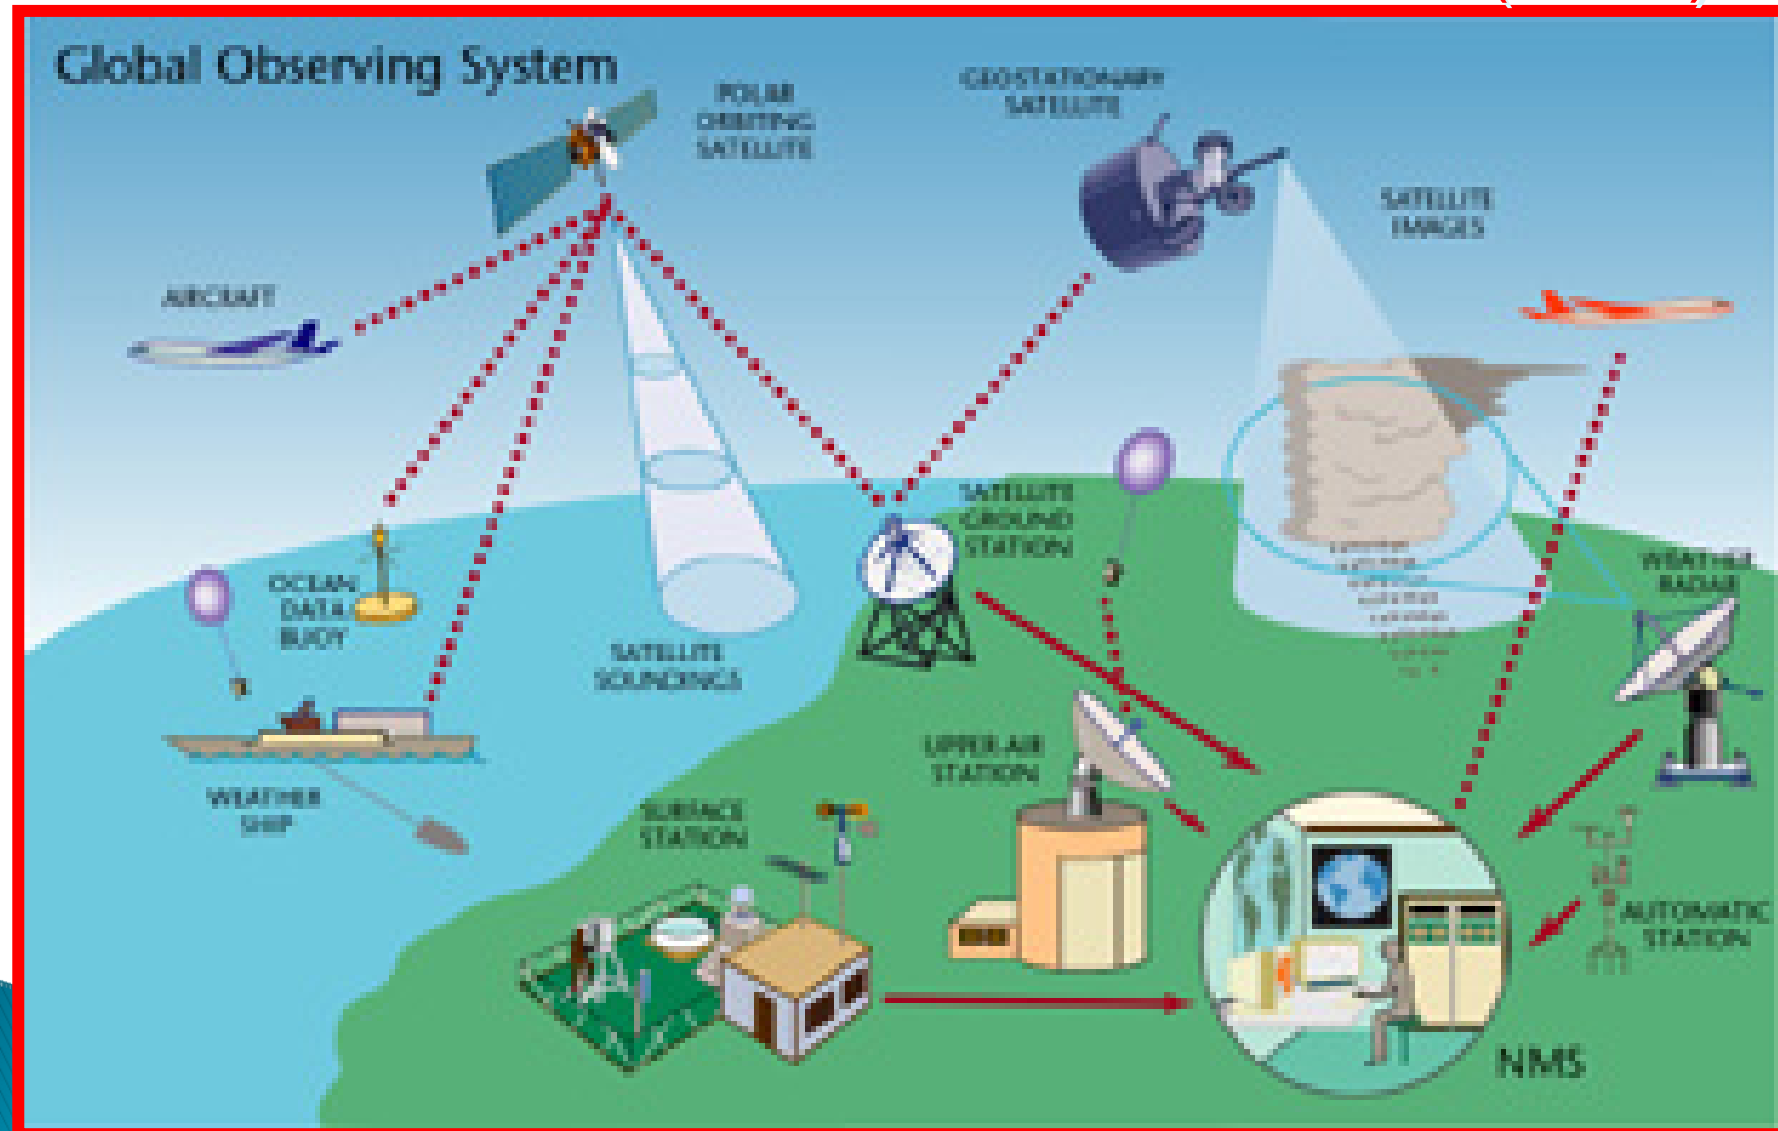 Global Observing System
POLAR
ORBITING
SATELLITE
GEOSTATIONARY
SATELLITE
SATELLITE
IMAGES
AIRCRAFT
SATELLITE
GROUND
STATION
WEATHER
RADAR
OCEAN
DATA
BUOY
SATELLITE
SOUNDINGS
UPPER-AIR
STATION
WEATHER
SHIP
SURFACE
STATION
AUTOMATIC
STATION
NMS